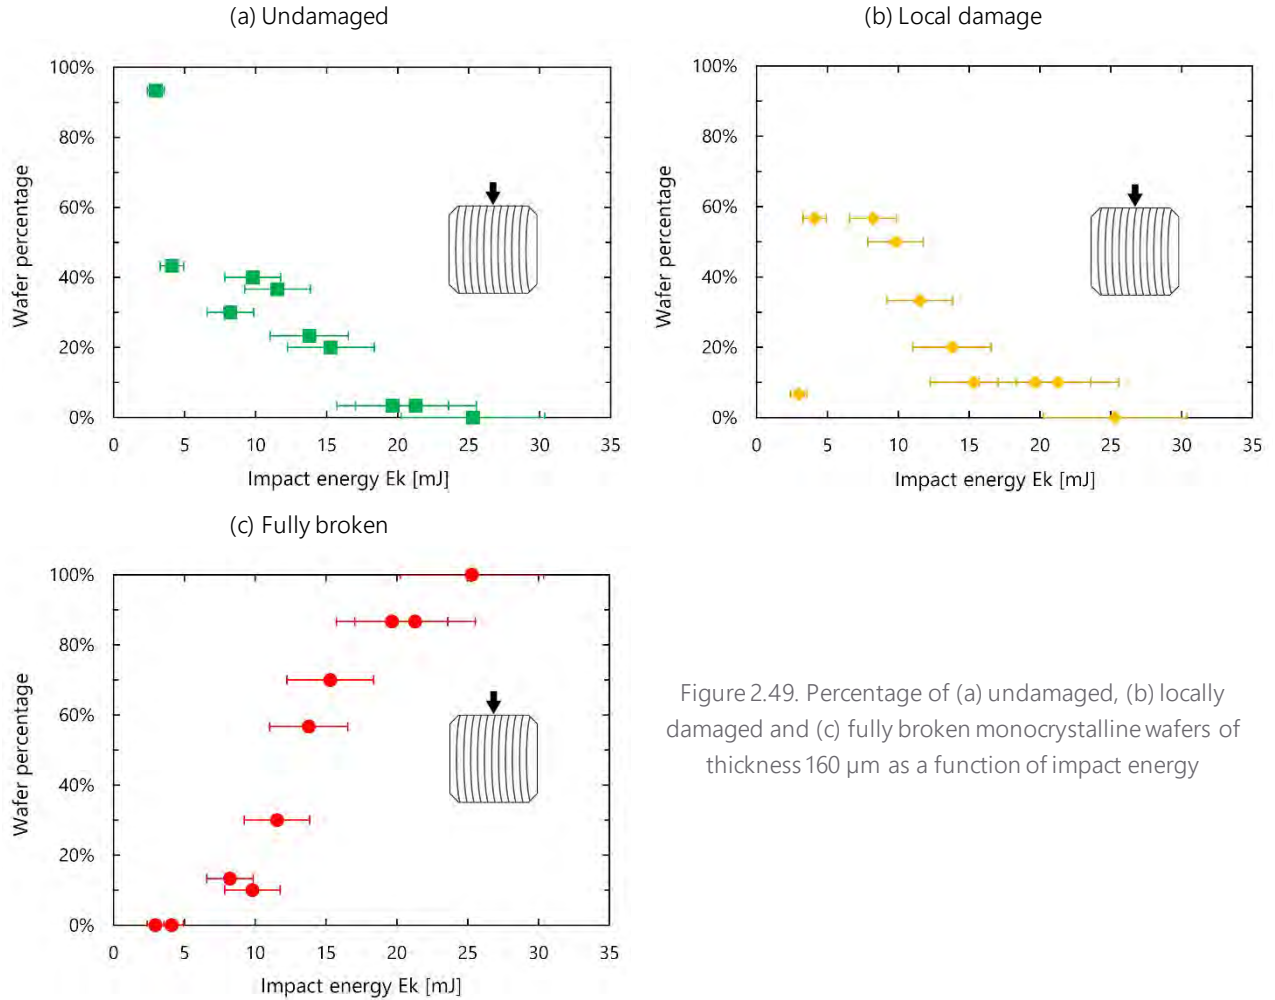 (a) Undamaged
100%
80%
60%
40%
20%
0%
Wafer percentage
0 5 10 15 20 25 30 35
Impact energy Ek [mJ]
(b) Local damage
100%
80%
60%
40%
20%
0%
Wafer percentage
0 5 10 15 20 25 30 35
Impact energy Ek [mJ]
(c) Fully broken
100%
80%
60%
40%
20%
0%
Wafer percentage
0 5 10 15 20 25 30 35
Impact energy Ek [mJ]
Figure 2.49. Percentage of (a) undamaged, (b) locally
damaged and (c) fully broken monocrystalline wafers of
thickness 160 µm as a function of impact energy